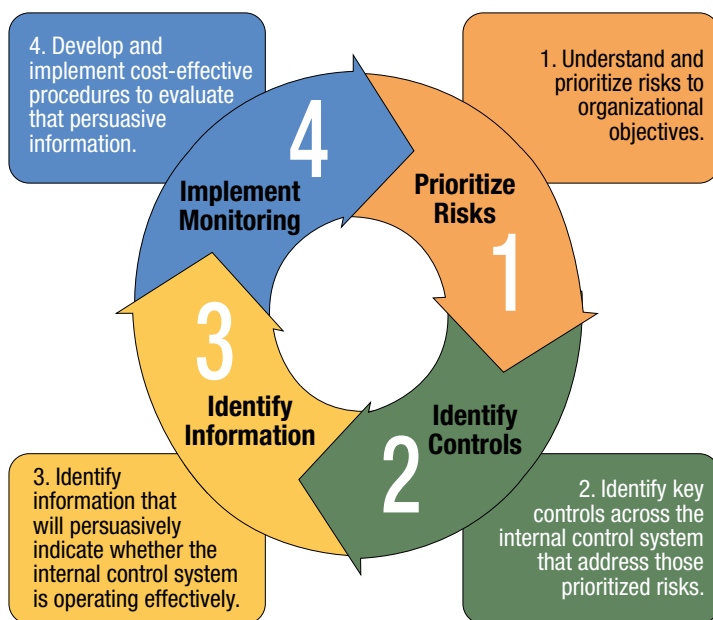 4. Develop and
implement cost-effective
procedures to evaluate
that persuasive
information.
1. Understand and
prioritize risks to
organizational
objectives.
4
Implement
Monitoring
Prioritize
Risks
1
3
Identify
Information
Identify
Controls
2
3. Identify
information that
will persuasively
indicate whether the
internal control system
is operating effectively.
2. Identify key
controls across the
internal control system
that address those
prioritized risks.